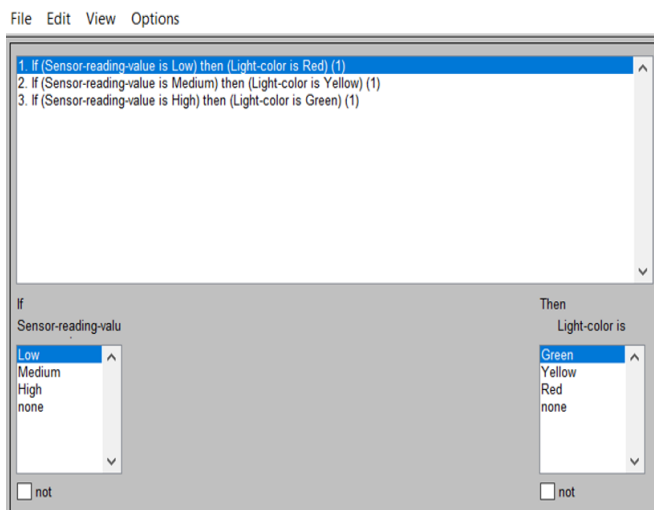 File Edit View Options
1. If (Sensor-reading-value is Low) then (Light-color is Red) (1)
2. If (Sensor-reading-value is Medium) then (Light-color is Yellow) (1)
3. If (Sensor-reading-value is High) then (Light-color is Green) (1)
If
Sensor-reading-valu
Low
Medium
High
none
not
Then
Light-color is
Green
Yellow
Red
none
not